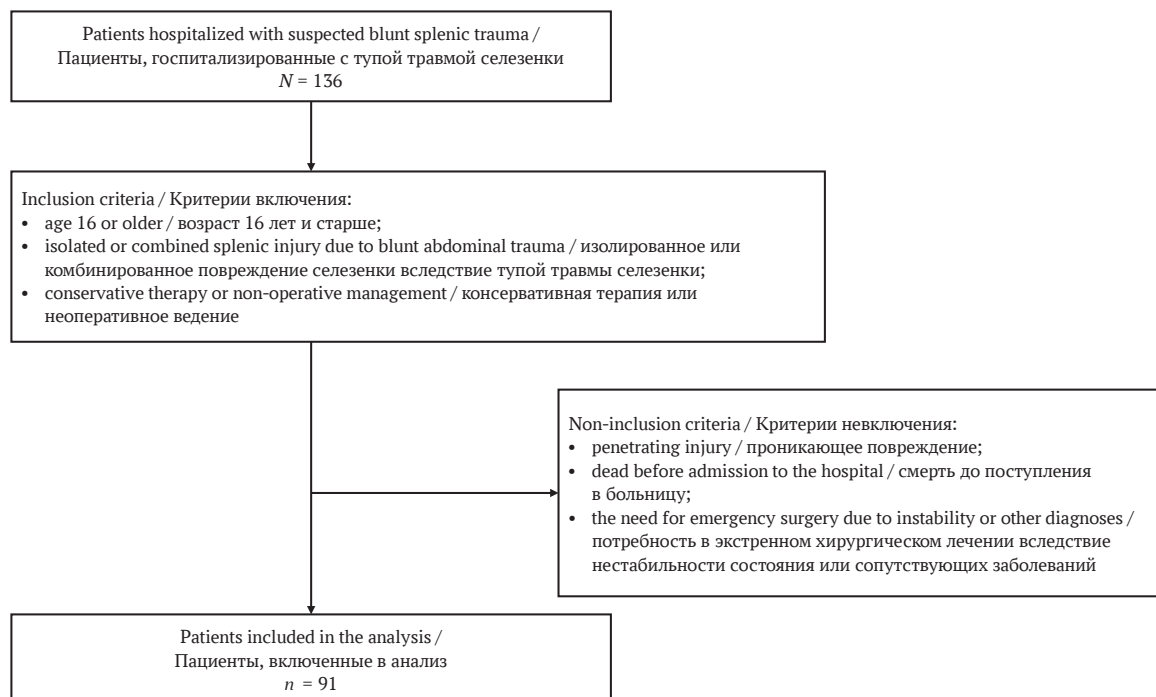 Patients hospitalized with suspected blunt splenic trauma /
Пациенты, госпитализированные с тупой травмой селезенки
N = 136
Inclusion criteria / Критерии включения:
• age 16 or older / возраст 16 лет и старше;
• isolated or combined splenic injury due to blunt abdominal trauma / изолированное или
комбинированное повреждение селезенки вследствие тупой травмы селезенки;
• conservative therapy or non-operative management / консервативная терапия или
неоперативное ведение
Non-inclusion criteria / Критерии невключения:
• penetrating injury / проникающее повреждение;
• dead before admission to the hospital / смерть до поступления
в больницу;
• the need for emergency surgery due to instability or other diagnoses /
потребность в экстренном хирургическом лечении вследствие
нестабильности состояния или сопутствующих заболеваний
Patients included in the analysis /
Пациенты, включенные в анализ
n = 91